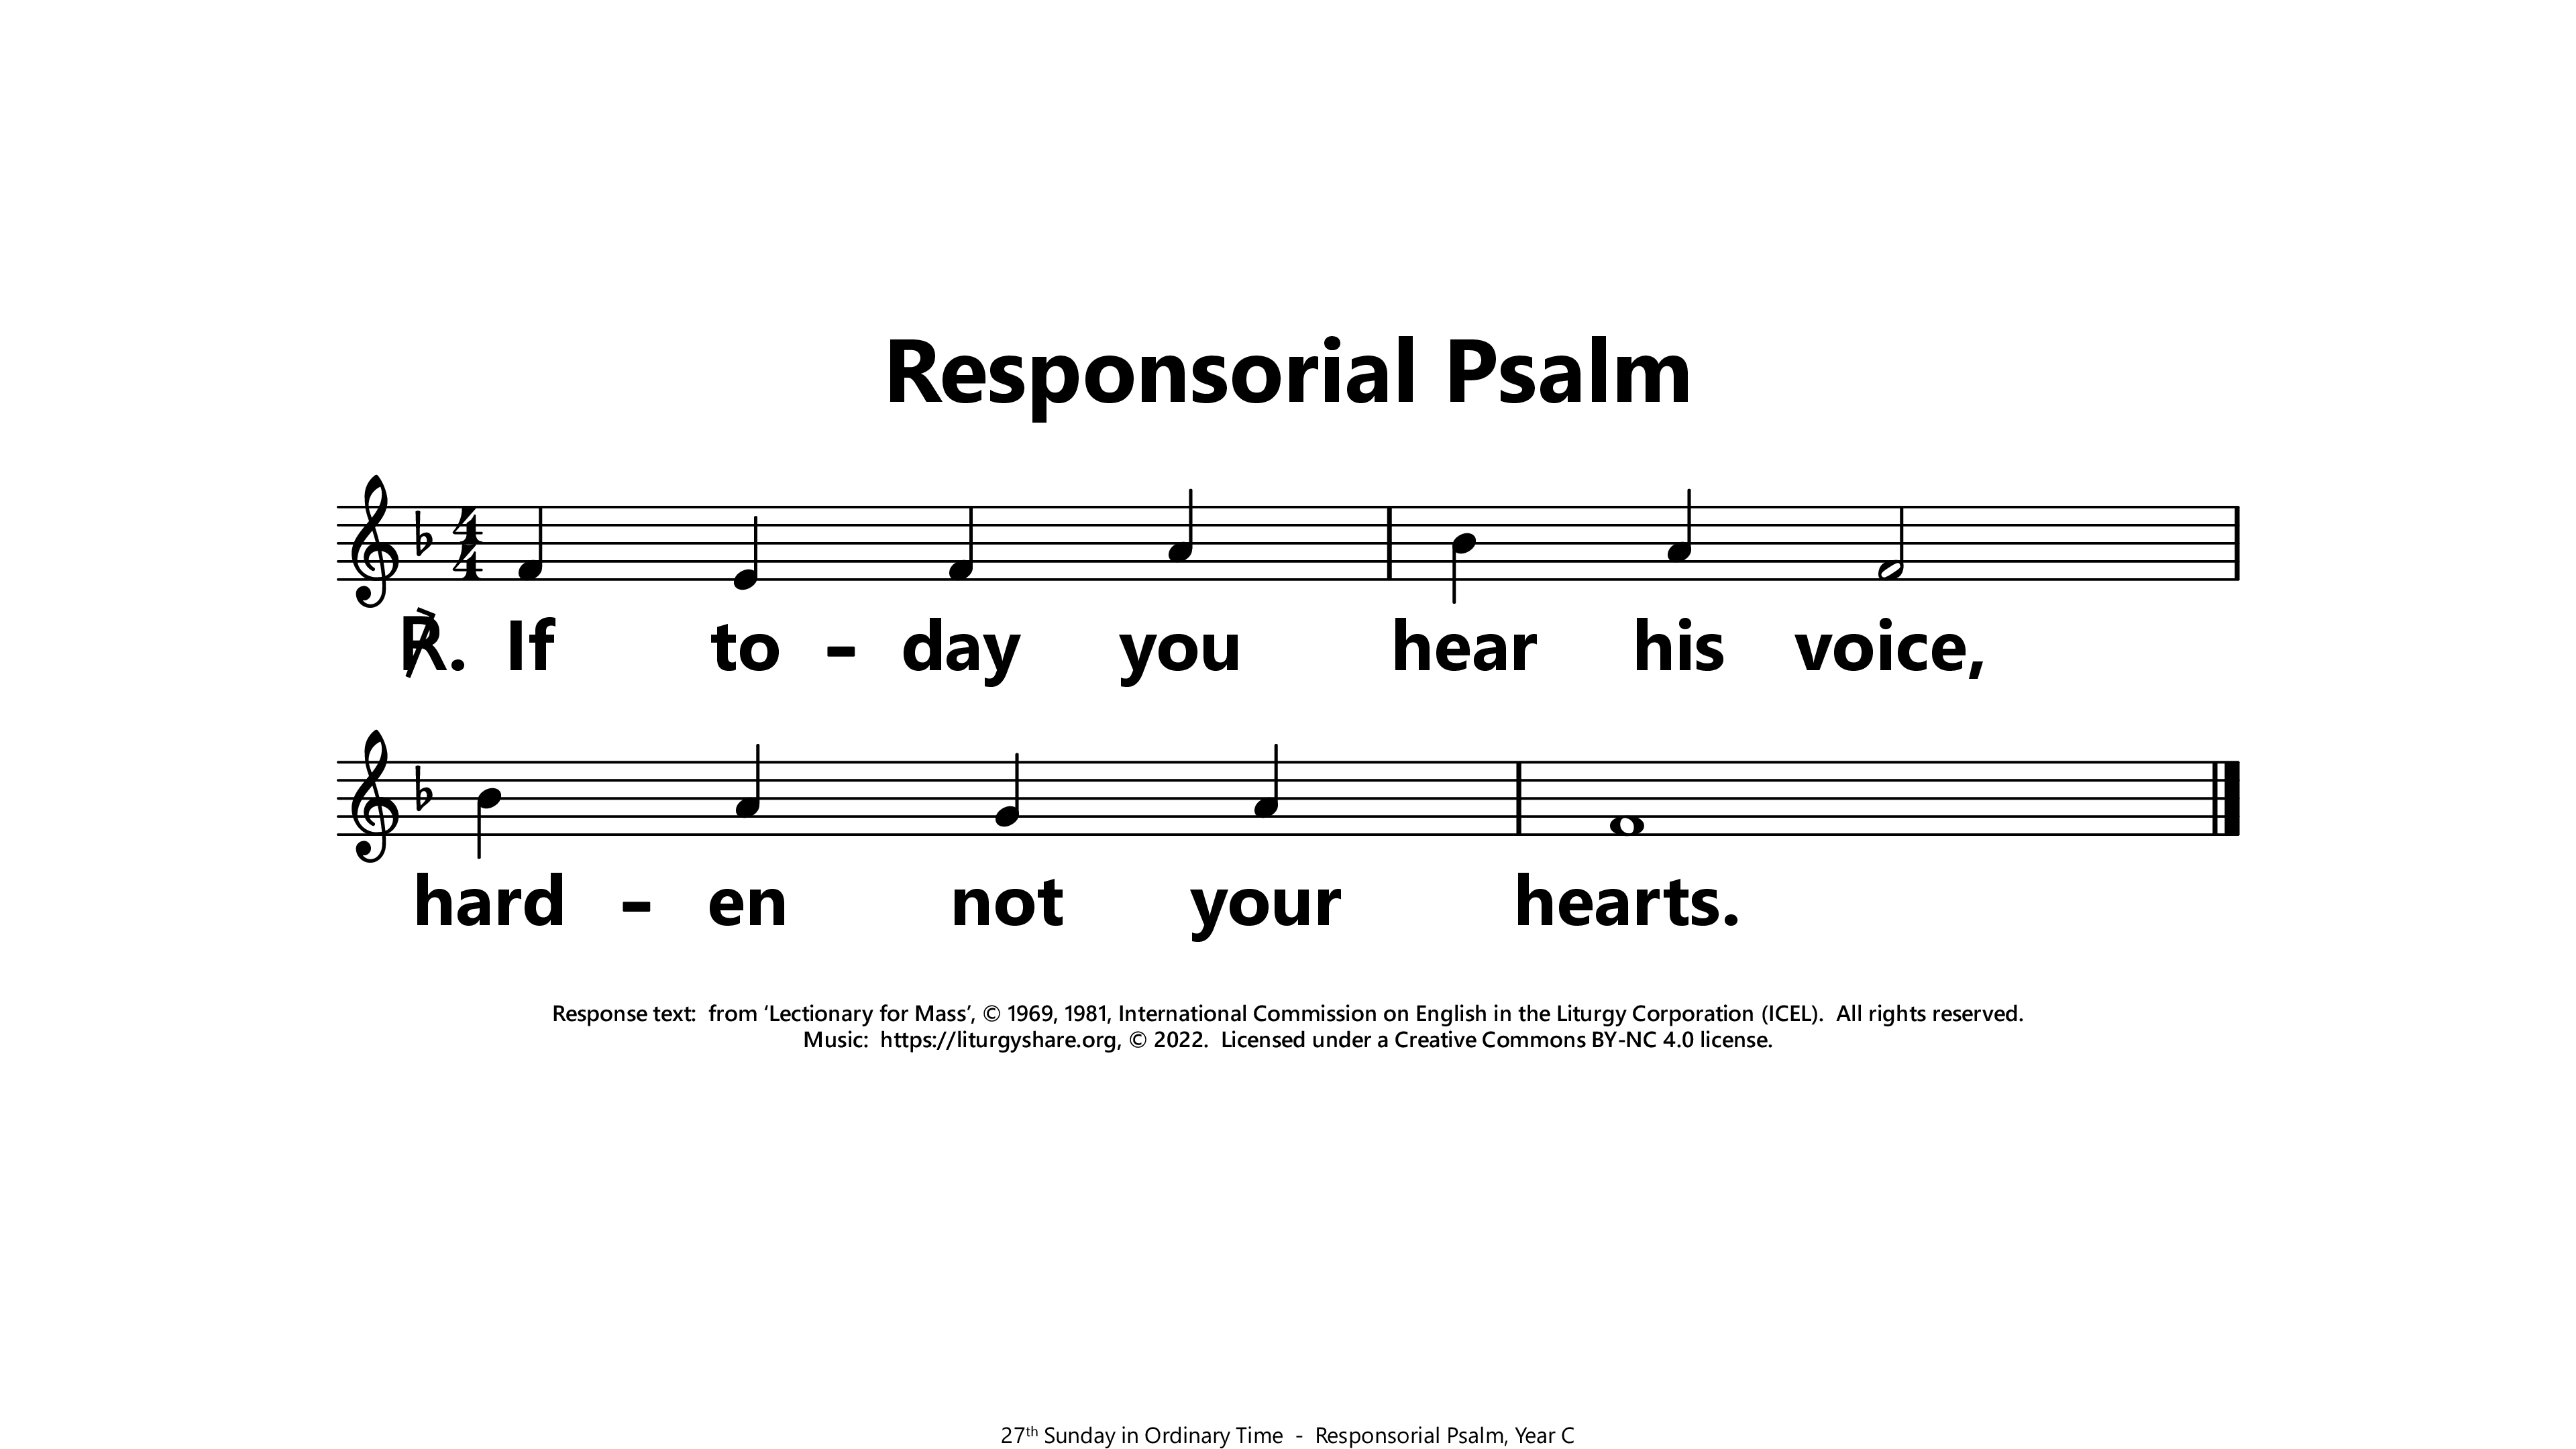 Responsorial Psalm
℟. If to - day you hear his voice,
hard - en not your hearts.
Response text: from ‘Lectionary for Mass’, © 1969, 1981, International Commission on English in the Liturgy Corporation (ICEL). All rights reserved.
Music: https://liturgyshare.org, © 2022. Licensed under a Creative Commons BY-NC 4.0 license.
27th Sunday in Ordinary Time - Responsorial Psalm, Year C